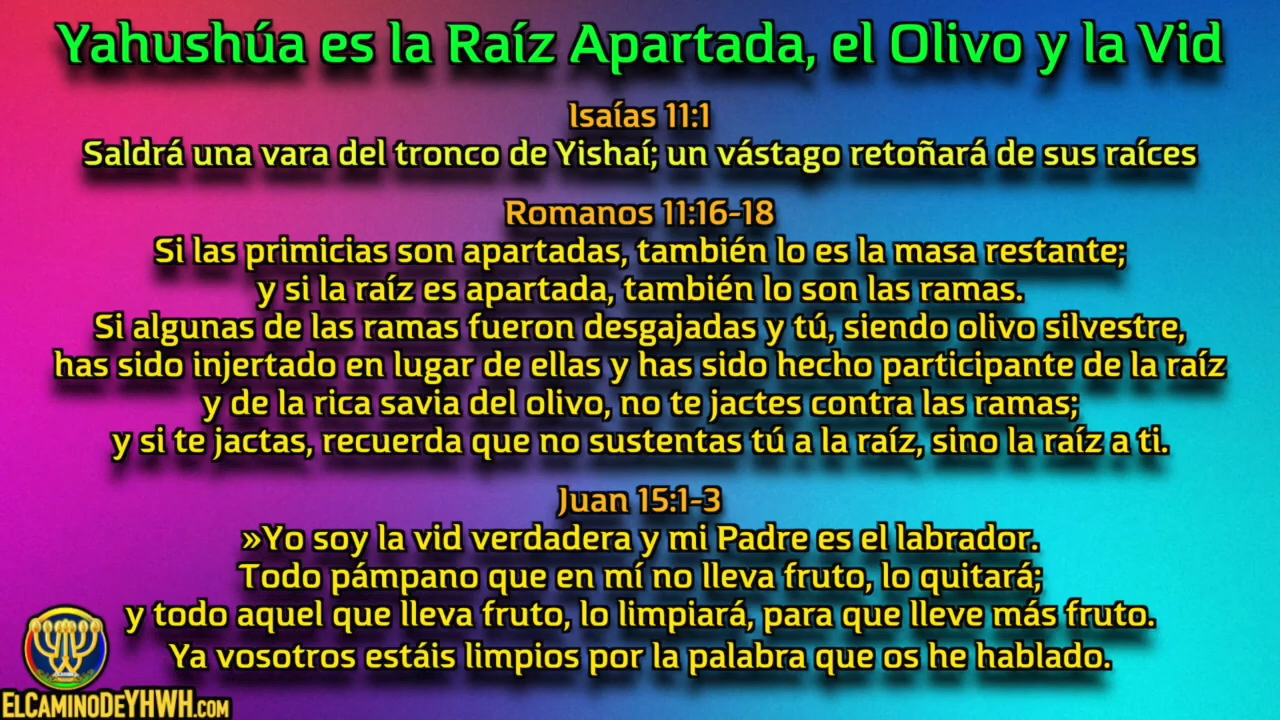 Yahushúa es la Raíz Apartada, el Olivo y la Vid
Isaías 11:1
Saldrá una vara del tronco de Yishaí; un vástago retoñará de sus raíces
Romanos 11:16-18
Si las primicias son apartadas, también lo es la masa restante;
y si la raíz es apartada, también lo son las ramas.
Si algunas de las ramas fueron desgajadas y tú, siendo olivo silvestre,
has sido injertado en lugar de ellas y has sido hecho participante de la raíz
y de la rica savia del olivo, no te jactes contra las ramas;
y si te jactas, recuerda que no sustentas tú a la raíz, sino la raíz a ti.
Juan 15:1-3
»Yo soy la vid verdadera y mi Padre es el labrador.
Todo pámpano que en mí no lleva fruto, lo quitará;
y todo aquel que lleva fruto, lo limpiará, para que lleve más fruto.
Ya vosotros estáis limpios por la palabra que os he hablado.
ELCAMINODEYHWH.com